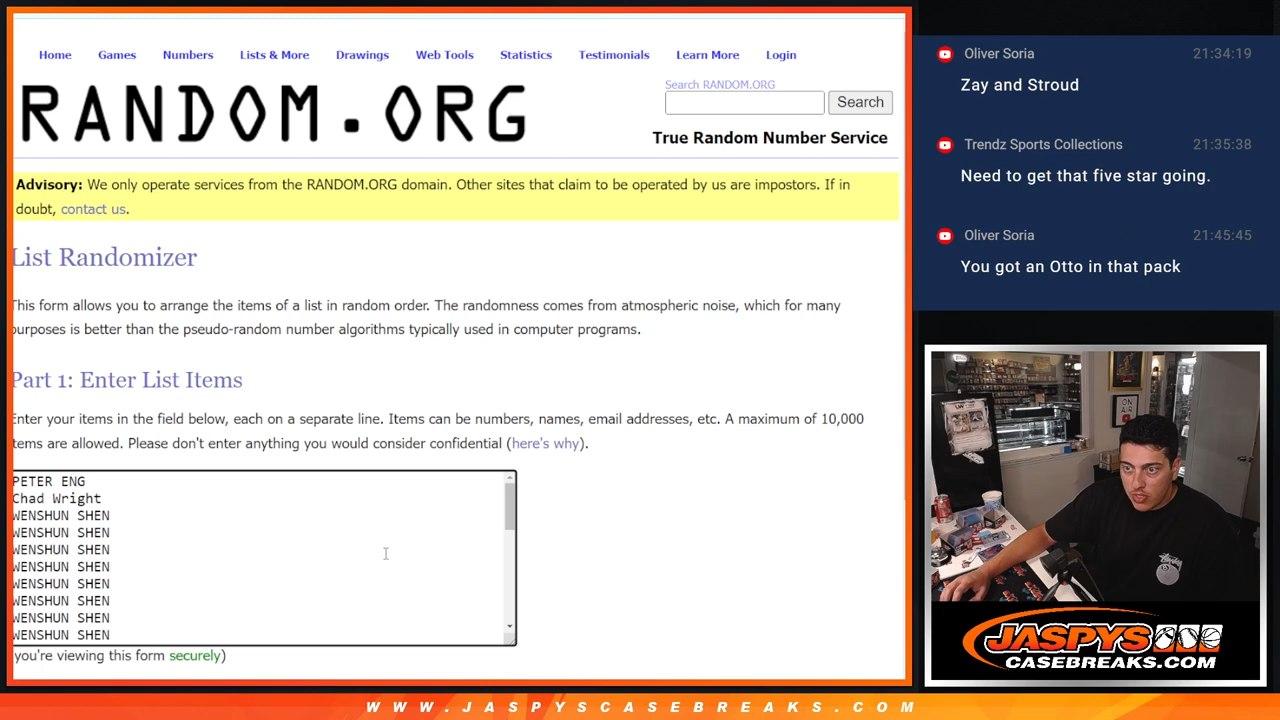 Home Games Numbers Lists & More Drawings Web Tools Statistics Testimonials Learn More Login
RANDOM.ORG
Search RANDOM.ORG
Search
True Random Number Service
Advisory: We only operate services from the RANDOM.ORG domain. Other sites that claim to be operated by us are impostors. If in
doubt, contact us.
List Randomizer
This form allows you to arrange the items of a list in random order. The randomness comes from atmospheric noise, which for many
purposes is better than the pseudo-random number algorithms typically used in computer programs.
Part 1: Enter List Items
Enter your items in the field below, each on a separate line. Items can be numbers, names, email addresses, etc. A maximum of 10,000
items are allowed. Please don't enter anything you would consider confidential (here's why).
PETER ENG
Chad Wright
WENSHUN SHEN
WENSHUN SHEN
WENSHUN SHEN
WENSHUN SHEN
WENSHUN SHEN
WENSHUN SHEN
WENSHUN SHEN
WENSHUN SHEN
you're viewing this form securely)
Oliver Soria 21:34:19
Zay and Stroud
Trendz Sports Collections 21:35:38
Need to get that five star going.
Oliver Soria 21:45:45
You got an Otto in that pack
ON
AIR
JASPYS
CASEBREAKS.COM
WWW.JASPYSCASEBREAKS.COM